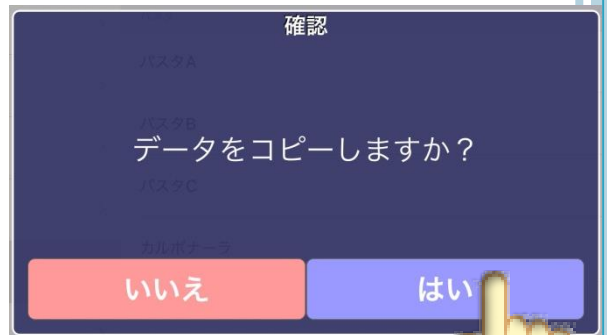 確認
パスタA
パスタB
データをコピーしますか？
パスタC
カルボナーラ
いいえ
はい